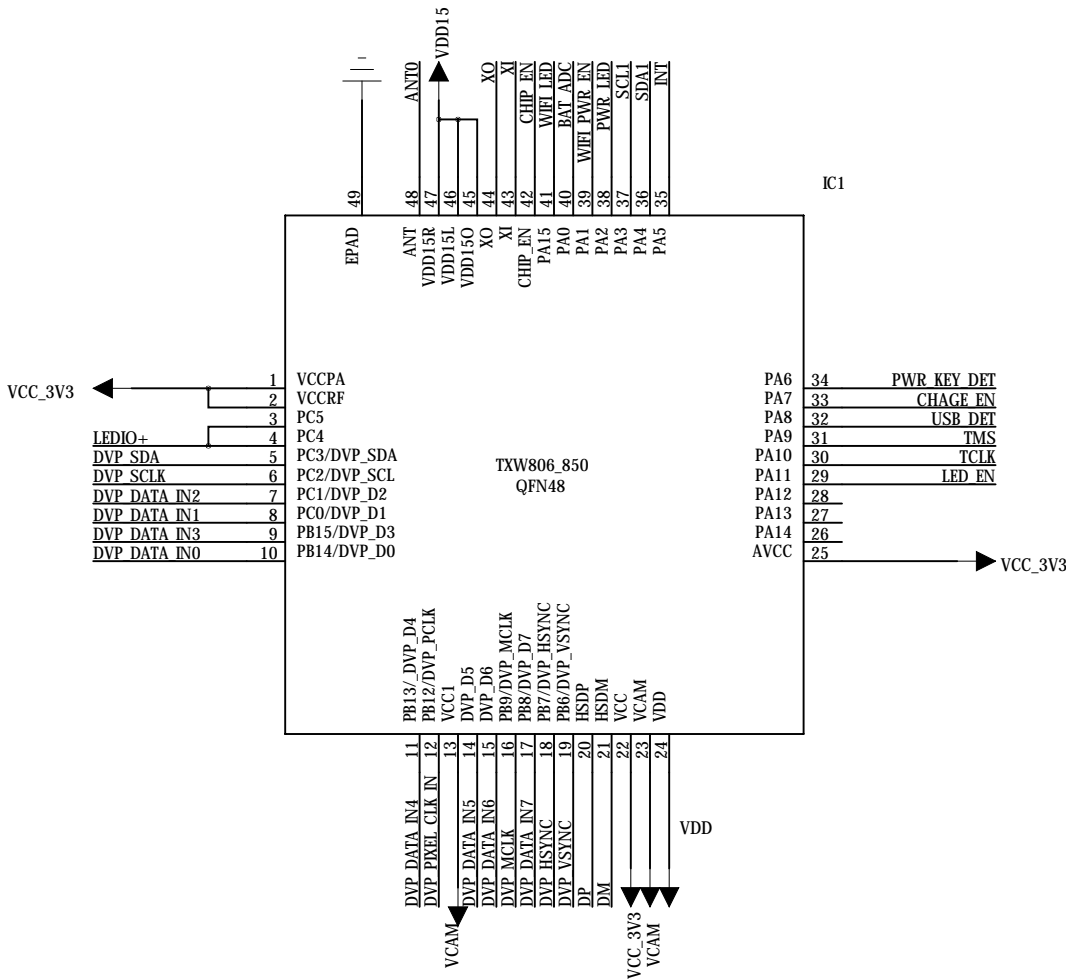 VDD15
ANT0
XO
XI
CHIP_EN
WIFI_LED
BAT_ADC
WIFI_PWR_EN
PWR_LED
SCL1
SDA1
INT
IC1
49
48
47
46
45
44
43
42
41
40
39
38
37
36
35
EPAD
ANT
VDD15R
VDD15L
VDD15O
XO
XI
CHIP_EN
PA15
PA0
PA1
PA2
PA3
PA4
PA5
VCC_3V3
1 VCCPA
2 VCCRF
3 PC5
LEDIO+ 4 PC4
DVP_SDA 5 PC3/DVP_SDA
DVP_SCLK 6 PC2/DVP_SCL
DVP_DATA_IN2 7 PC1/DVP_D2
DVP_DATA_IN1 8 PC0/DVP_D1
DVP_DATA_IN3 9 PB15/DVP_D3
DVP_DATA_IN0 10 PB14/DVP_D0
TXW806_850
QFN48
PA6 34 PWR_KEY_DET
PA7 33 CHAGE_EN
PA8 32 USB_DET
PA9 31 TMS
PA10 30 TCLK
PA11 29 LED_EN
PA12 28
PA13 27
PA14 26
AVCC 25
VCC_3V3
PB13/_DVP_D4
PB12/DVP_PCLK
VCC1
DVP_D5
DVP_D6
PB9/DVP_MCLK
PB8/DVP_D7
PB7/DVP_HSYNC
PB6/DVP_VSYNC
HSDP
HSDM
VCC
VCAM
VDD
11
12
13
14
15
16
17
18
19
20
21
22
23
24
DVP_DATA_IN4
DVP_PIXEL_CLK_IN
VCAM
DVP_DATA_IN5
DVP_DATA_IN6
DVP_MCLK
DVP_DATA_IN7
DVP_HSYNC
DVP_VSYNC
DP
DM
VCC_3V3
VCAM
VDD